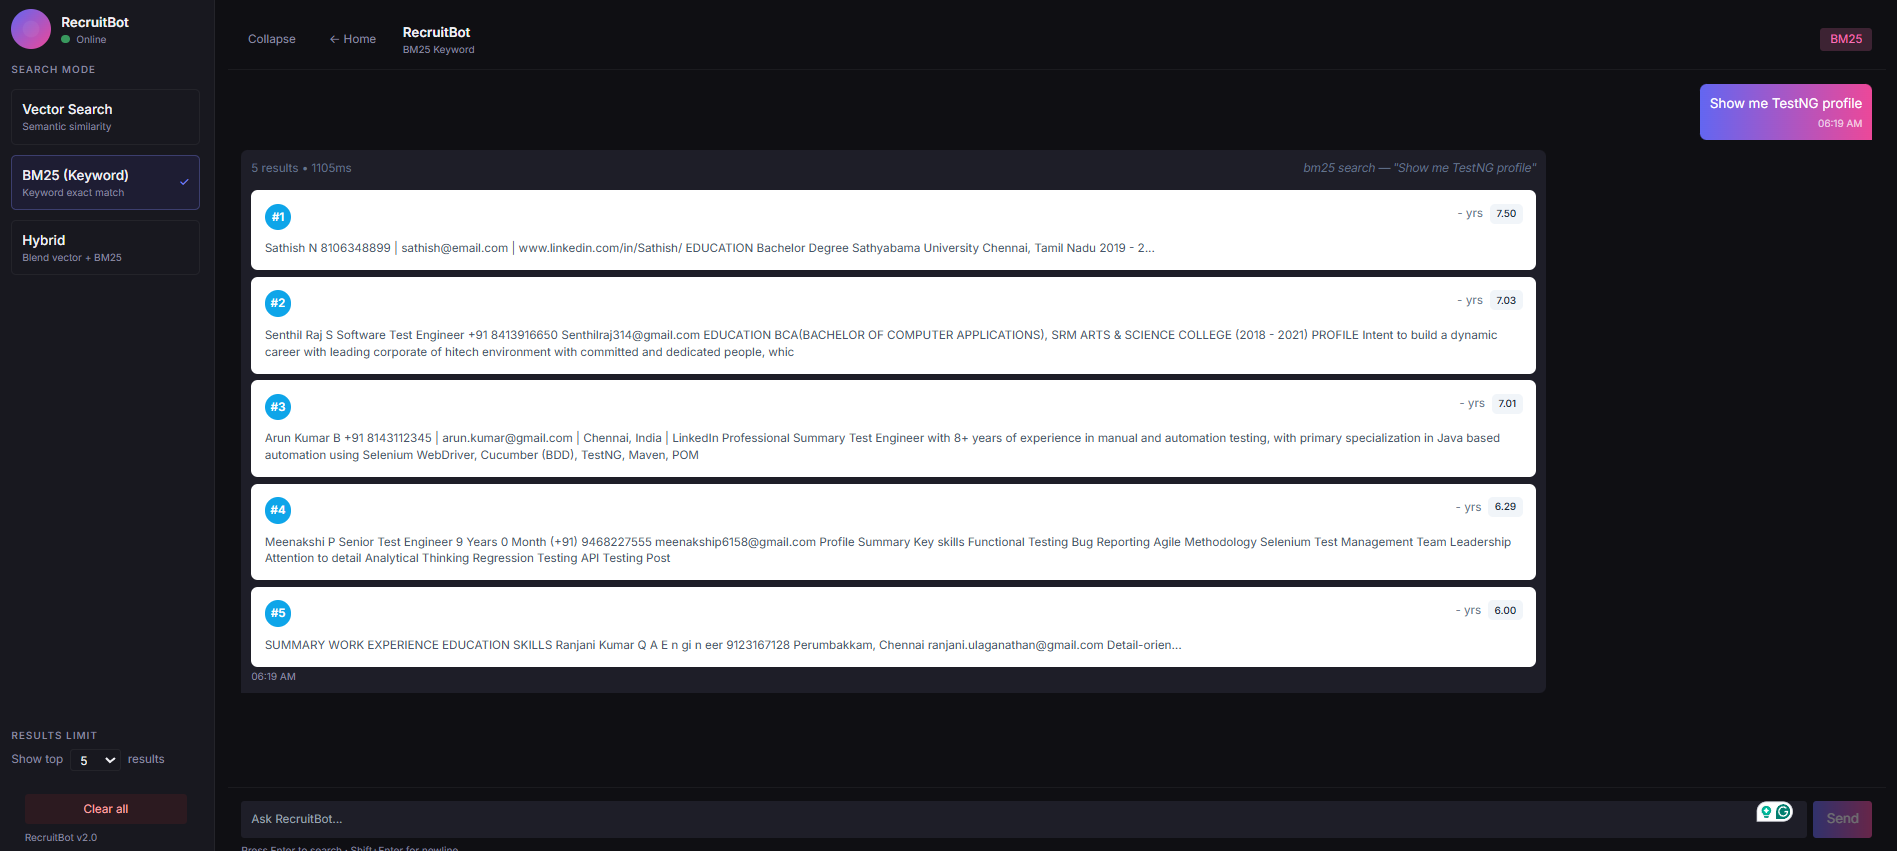 RecruitBot
Online
SEARCH MODE
Vector Search
Semantic similarity
BM25 (Keyword)
Keyword exact match
Hybrid
Blend vector + BM25
RESULTS LIMIT
Show top 5 results
Clear all
RecruitBot v2.0
Collapse
← Home
RecruitBot
BM25 Keyword
BM25
Show me TestNG profile
06:19 AM
5 results • 1105ms
bm25 search — "Show me TestNG profile"
#1
- yrs 7.50
Sathish N 8106348899 | sathish@email.com | www.linkedin.com/in/Sathish/ EDUCATION Bachelor Degree Sathyabama University Chennai, Tamil Nadu 2019 - 2...
#2
- yrs 7.03
Senthil Raj S Software Test Engineer +91 8413916650 Senthilraj314@gmail.com EDUCATION BCA(BACHELOR OF COMPUTER APPLICATIONS), SRM ARTS & SCIENCE COLLEGE (2018 - 2021) PROFILE Intent to build a dynamic
career with leading corporate of hitech environment with committed and dedicated people, whic
#3
- yrs 7.01
Arun Kumar B +91 8143112345 | arun.kumar@gmail.com | Chennai, India | LinkedIn Professional Summary Test Engineer with 8+ years of experience in manual and automation testing, with primary specialization in Java based
automation using Selenium WebDriver, Cucumber (BDD), TestNG, Maven, POM
#4
- yrs 6.29
Meenakshi P Senior Test Engineer 9 Years 0 Month (+91) 9468227555 meenakship6158@gmail.com Profile Summary Key skills Functional Testing Bug Reporting Agile Methodology Selenium Test Management Team Leadership
Attention to detail Analytical Thinking Regression Testing API Testing Post
#5
- yrs 6.00
SUMMARY WORK EXPERIENCE EDUCATION SKILLS Ranjani Kumar Q A E n gi n eer 9123167128 Perumbakkam, Chennai ranjani.ulaganathan@gmail.com Detail-orien...
06:19 AM
Ask RecruitBot...
Send
Press Enter to search · Shift+Enter for newline